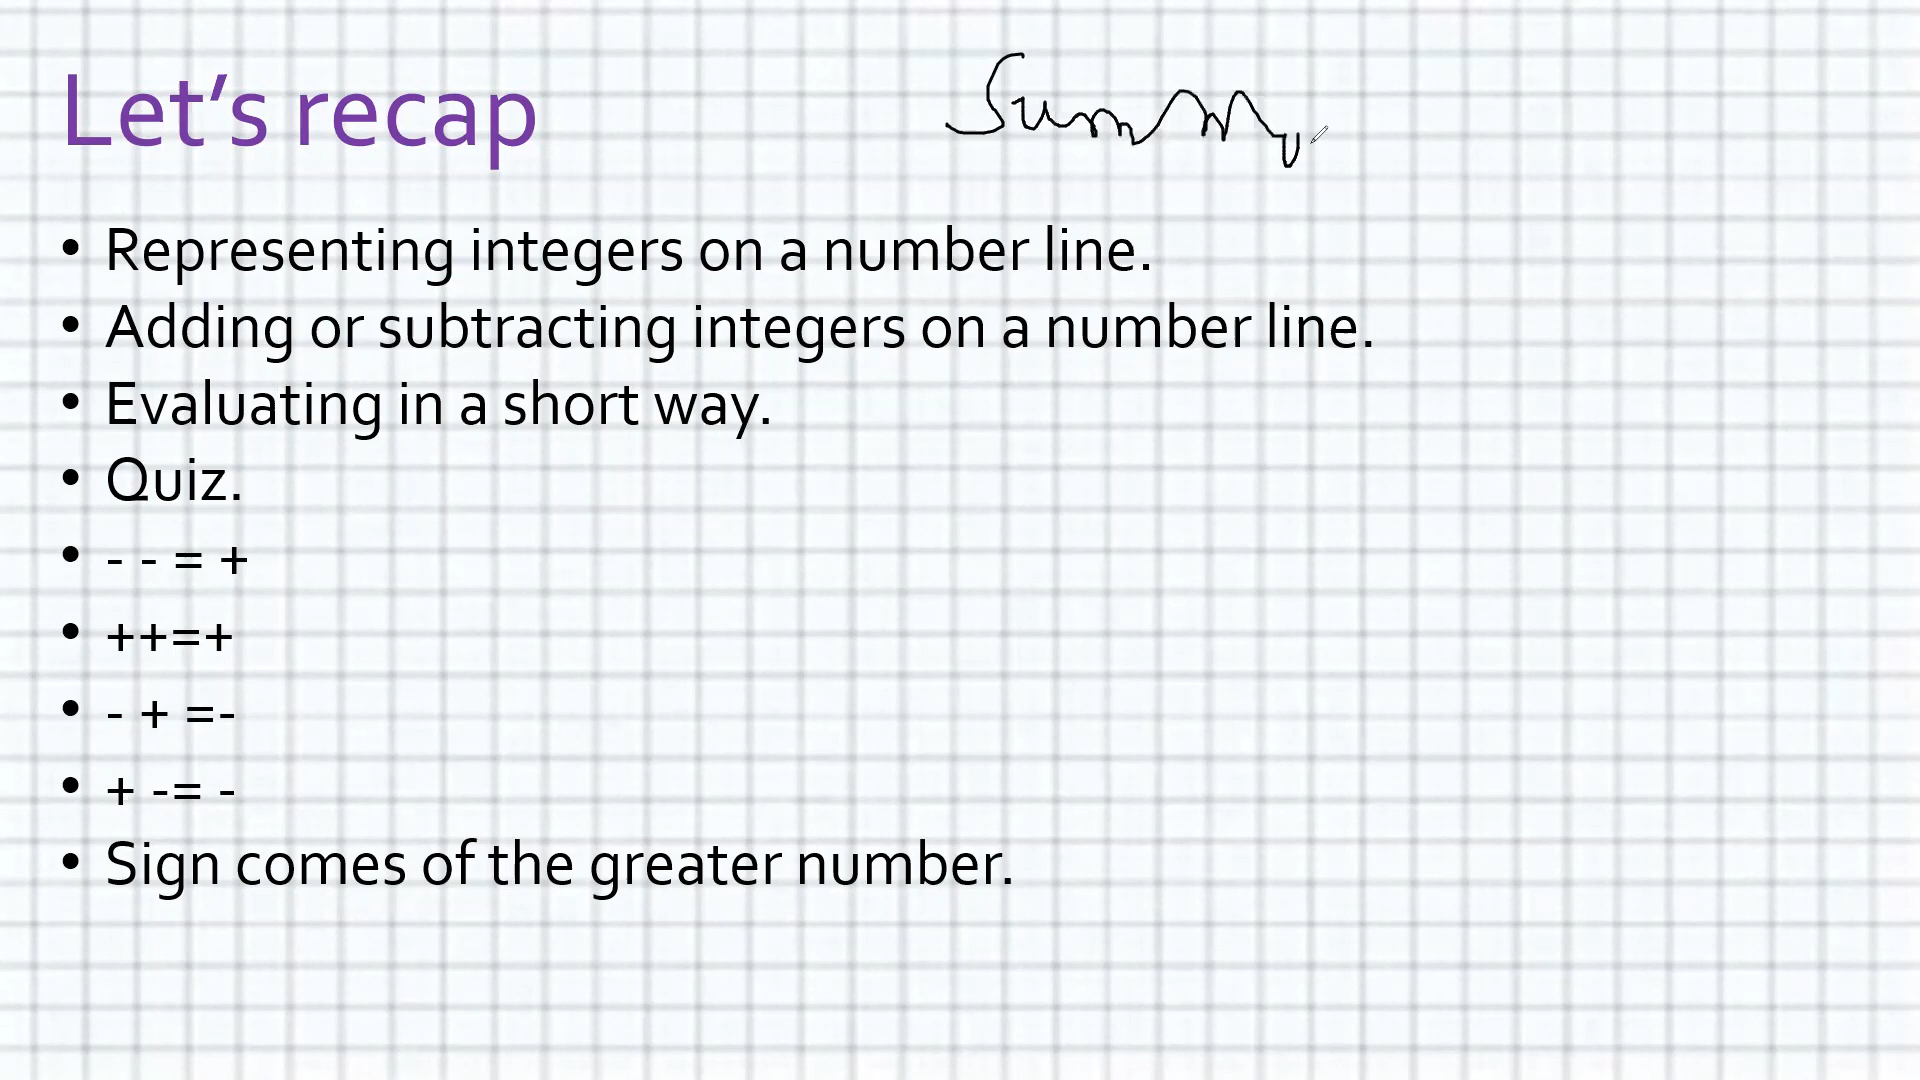 Let's recap
• Representing integers on a number line.
• Adding or subtracting integers on a number line.
• Evaluating in a short way.
• Quiz.
• - - = +
• ++=+
• - + =-
• + -= -
• Sign comes of the greater number.